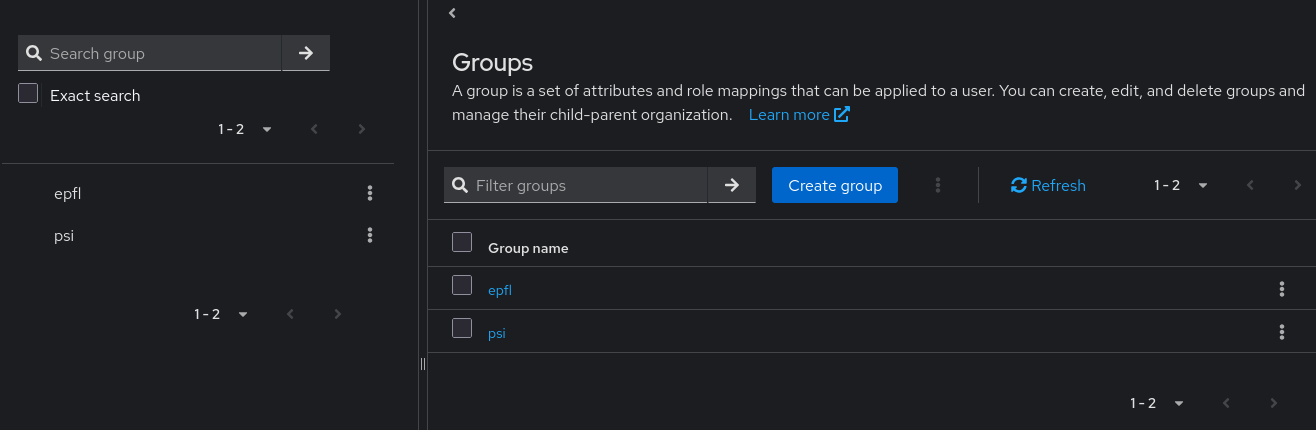 Search group
Exact search
1 - 2
epfl
psi
1 - 2
Groups
A group is a set of attributes and role mappings that can be applied to a user. You can create, edit, and delete groups and
manage their child-parent organization. Learn more
Filter groups Create group Refresh 1 - 2
Group name
epfl
psi
1 - 2